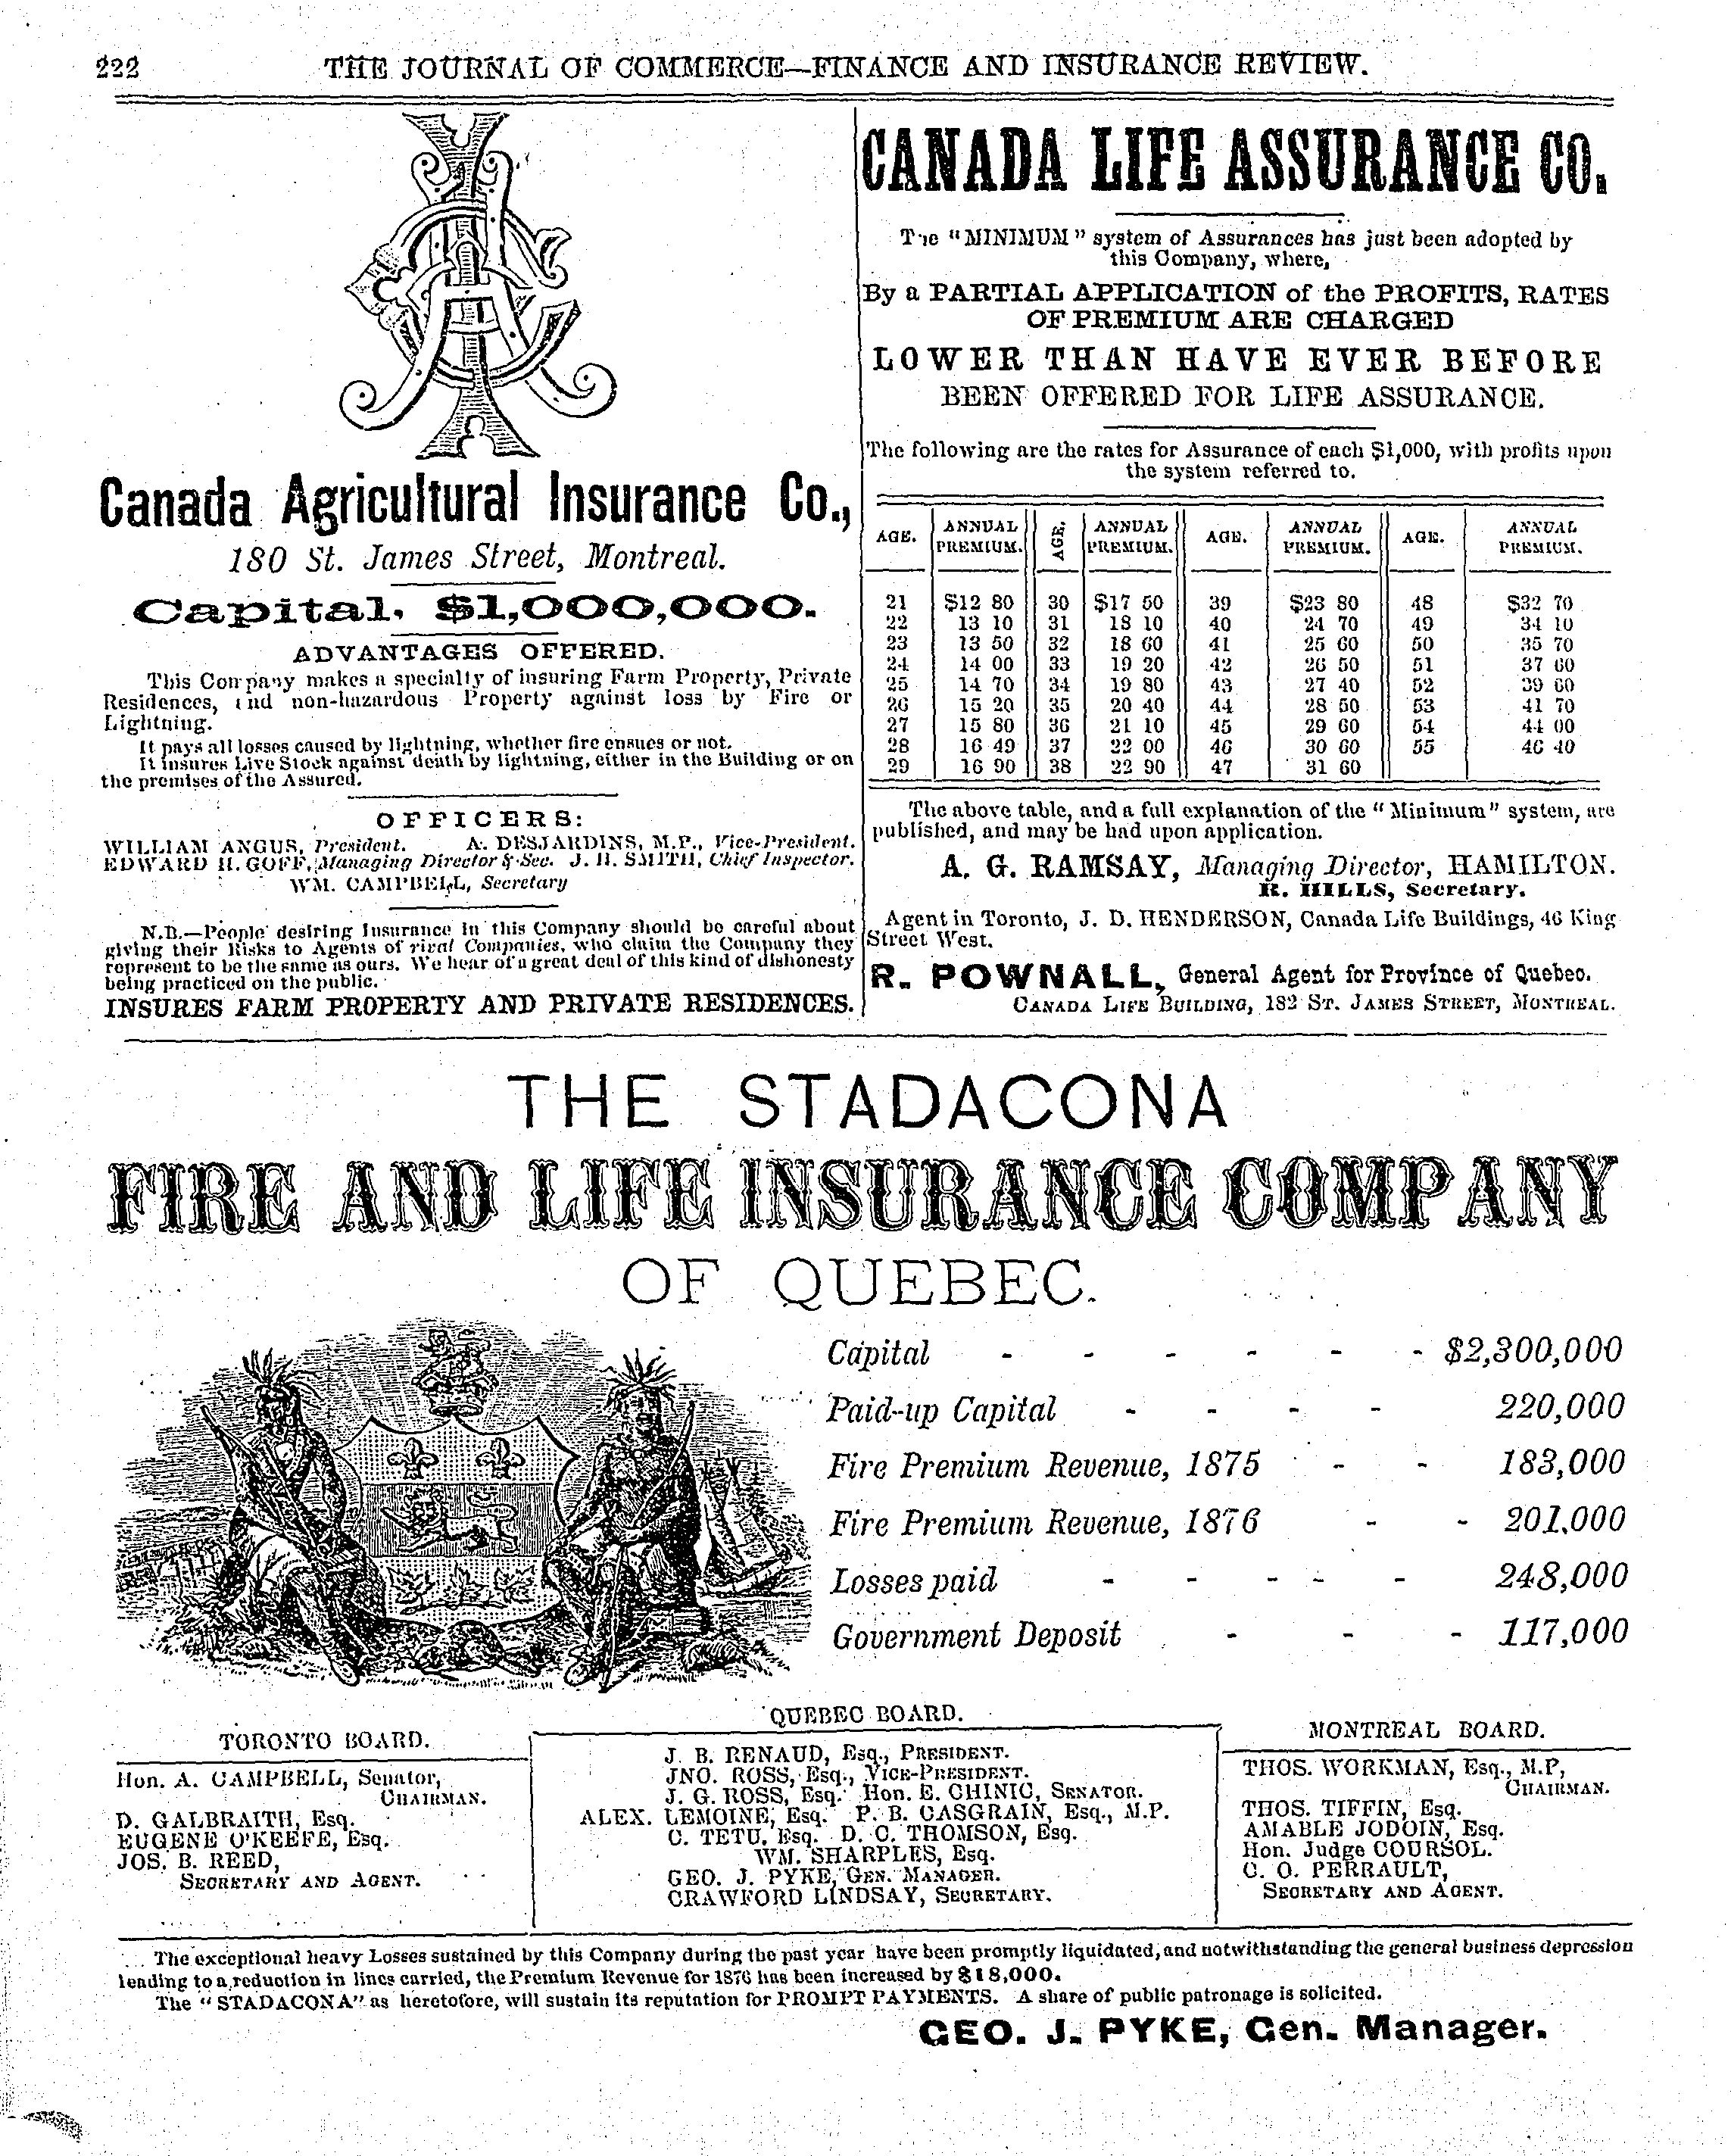 222
THE JOURNAL OF COMMERCE—FINANCE AND INSURANCE REVIEW.
Canada Agricultural Insurance Co.,
180 St. James Street, Montreal.
Capital, $1,000,000.
ADVANTAGES OFFERED.
This Company makes a specialty of insuring Farm Property, Private
Residences, and non-hazardous Property against loss by Fire or
Lightning.
It pays all losses caused by lightning, whether fire ensues or not.
It insures Live Stock against death by lightning, either in the Building or on
the premises of the Assured.
OFFICERS:
WILLIAM ANGUS, President. A. DESJARDINS, M.P., Vice-President.
EDWARD H. GOFF, Managing Director & Sec. J. H. SMITH, Chief Inspector.
WM. CAMPBELL, Secretary
N.B.—People desiring Insurance in this Company should be careful about
giving their Risks to Agents of rival Companies, who claim the Company they
represent to be the same as ours. We hear of a great deal of this kind of dishonesty
being practiced on the public.
INSURES FARM PROPERTY AND PRIVATE RESIDENCES.
CANADA LIFE ASSURANCE CO.
The "MINIMUM" system of Assurances has just been adopted by
this Company, where,
By a PARTIAL APPLICATION of the PROFITS, RATES
OF PREMIUM ARE CHARGED
LOWER THAN HAVE EVER BEFORE
BEEN OFFERED FOR LIFE ASSURANCE.
The following are the rates for Assurance of each $1,000, with profits upon
the system referred to.
AGE. ANNUAL PREMIUM. AGE. ANNUAL PREMIUM. AGE. ANNUAL PREMIUM. AGE. ANNUAL PREMIUM.
21 $12 80 30 $17 50 39 $23 80 48 $32 70
22 13 10 31 18 10 40 24 70 49 34 10
23 13 50 32 18 60 41 25 60 50 35 70
24 14 00 33 19 20 42 26 50 51 37 60
25 14 70 34 19 80 43 27 40 52 39 60
26 15 20 35 20 40 44 28 50 53 41 70
27 15 80 36 21 10 45 29 60 54 44 00
28 16 40 37 22 00 46 30 60 55 46 40
29 16 90 38 22 90 47 31 60
The above table, and a full explanation of the "Minimum" system, are
published, and may be had upon application.
A. G. RAMSAY, Managing Director, HAMILTON.
R. HILLS, Secretary.
Agent in Toronto, J. D. HENDERSON, Canada Life Buildings, 46 King
Street West.
R. POWNALL, General Agent for Province of Quebec.
CANADA LIFE BUILDING, 182 ST. JAMES STREET, MONTREAL.
THE STADACONA
FIRE AND LIFE INSURANCE COMPANY
OF QUEBEC.
Capital - - - - - - $2,300,000
Paid-up Capital - - - - 220,000
Fire Premium Revenue, 1875 - - 183,000
Fire Premium Revenue, 1876 - - 201,000
Losses paid - - - - - 248,000
Government Deposit - - - 117,000
TORONTO BOARD.
Hon. A. CAMPBELL, Senator,
CHAIRMAN.
D. GALBRAITH, Esq.
EUGENE O'KEEFE, Esq.
JOS. B. REED,
SECRETARY AND AGENT.
QUEBEC BOARD.
J. B. RENAUD, Esq., PRESIDENT.
JNO. ROSS, Esq., VICE-PRESIDENT.
J. G. ROSS, Esq. Hon. E. CHINIC, SENATOR.
ALEX. LEMOINE, Esq. P. B. CASGRAIN, Esq., M.P.
C. TETU, Esq. D. C. THOMSON, Esq.
WM. SHARPLES, Esq.
GEO. J. PYKE, GEN. MANAGER.
CRAWFORD LINDSAY, SECRETARY.
MONTREAL BOARD.
THOS. WORKMAN, Esq., M.P,
CHAIRMAN.
THOS. TIFFIN, Esq.
AMABLE JODOIN, Esq.
Hon. Judge COURSOL.
C. O. PERRAULT,
SECRETARY AND AGENT.
The exceptional heavy Losses sustained by this Company during the past year have been promptly liquidated, and notwithstanding the general business depression
leading to a reduction in lines carried, the Premium Revenue for 1876 has been increased by $18,000.
The "STADACONA" as heretofore, will sustain its reputation for PROMPT PAYMENTS. A share of public patronage is solicited.
GEO. J. PYKE, Gen. Manager.